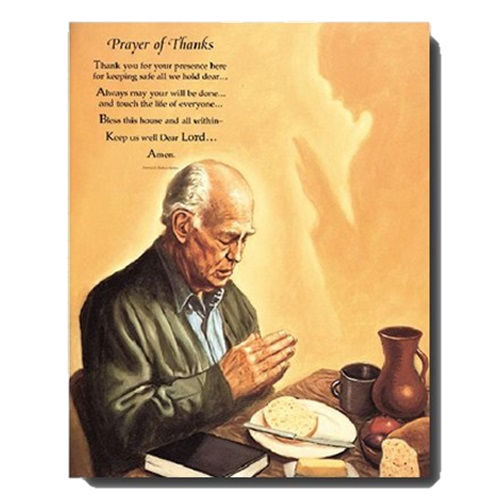 Prayer of Thanks
Thank you for your presence here
for keeping safe all we hold dear...
Always may your will be done...
and touch the life of everyone...
Bless this house and all within-
Keep us well Dear Lord...
Amen.